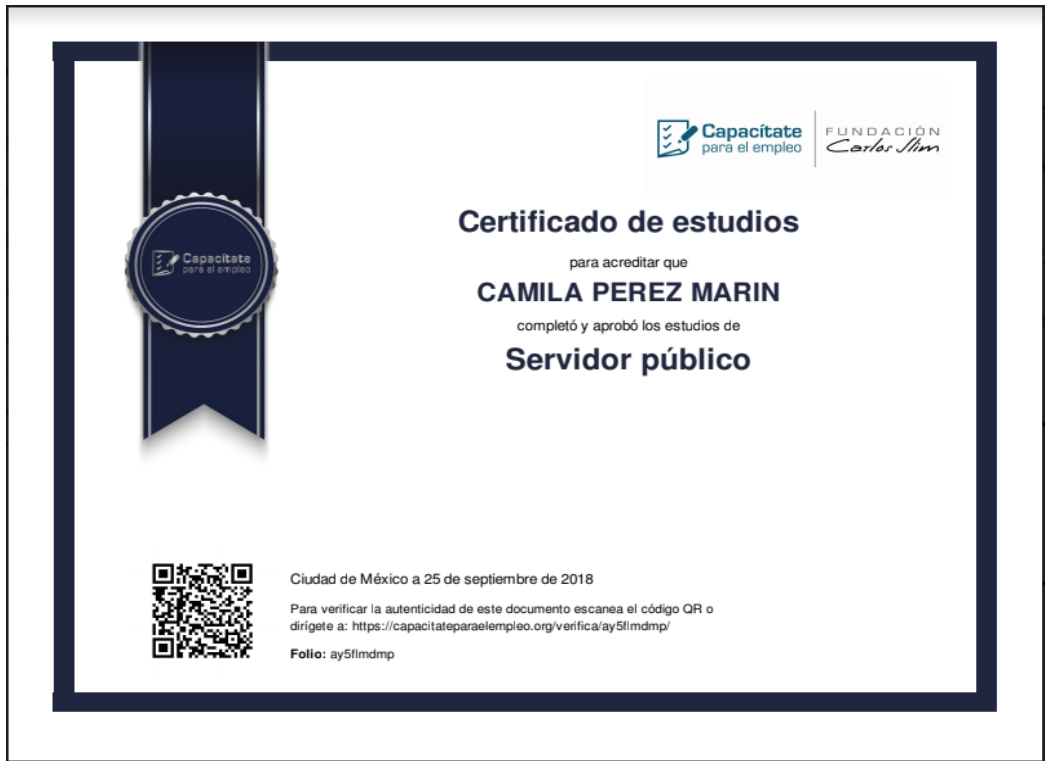 Capacítate
para el empleo
FUNDACIÓN
Carlos Slim
Capacítate
para el empleo
Certificado de estudios
para acreditar que
CAMILA PEREZ MARIN
completó y aprobó los estudios de
Servidor público
Ciudad de México a 25 de septiembre de 2018
Para verificar la autenticidad de este documento escanea el código QR o
dirígete a: https://capacitateparaelempleo.org/verifica/ay5flmdmp/
Folio: ay5flmdmp